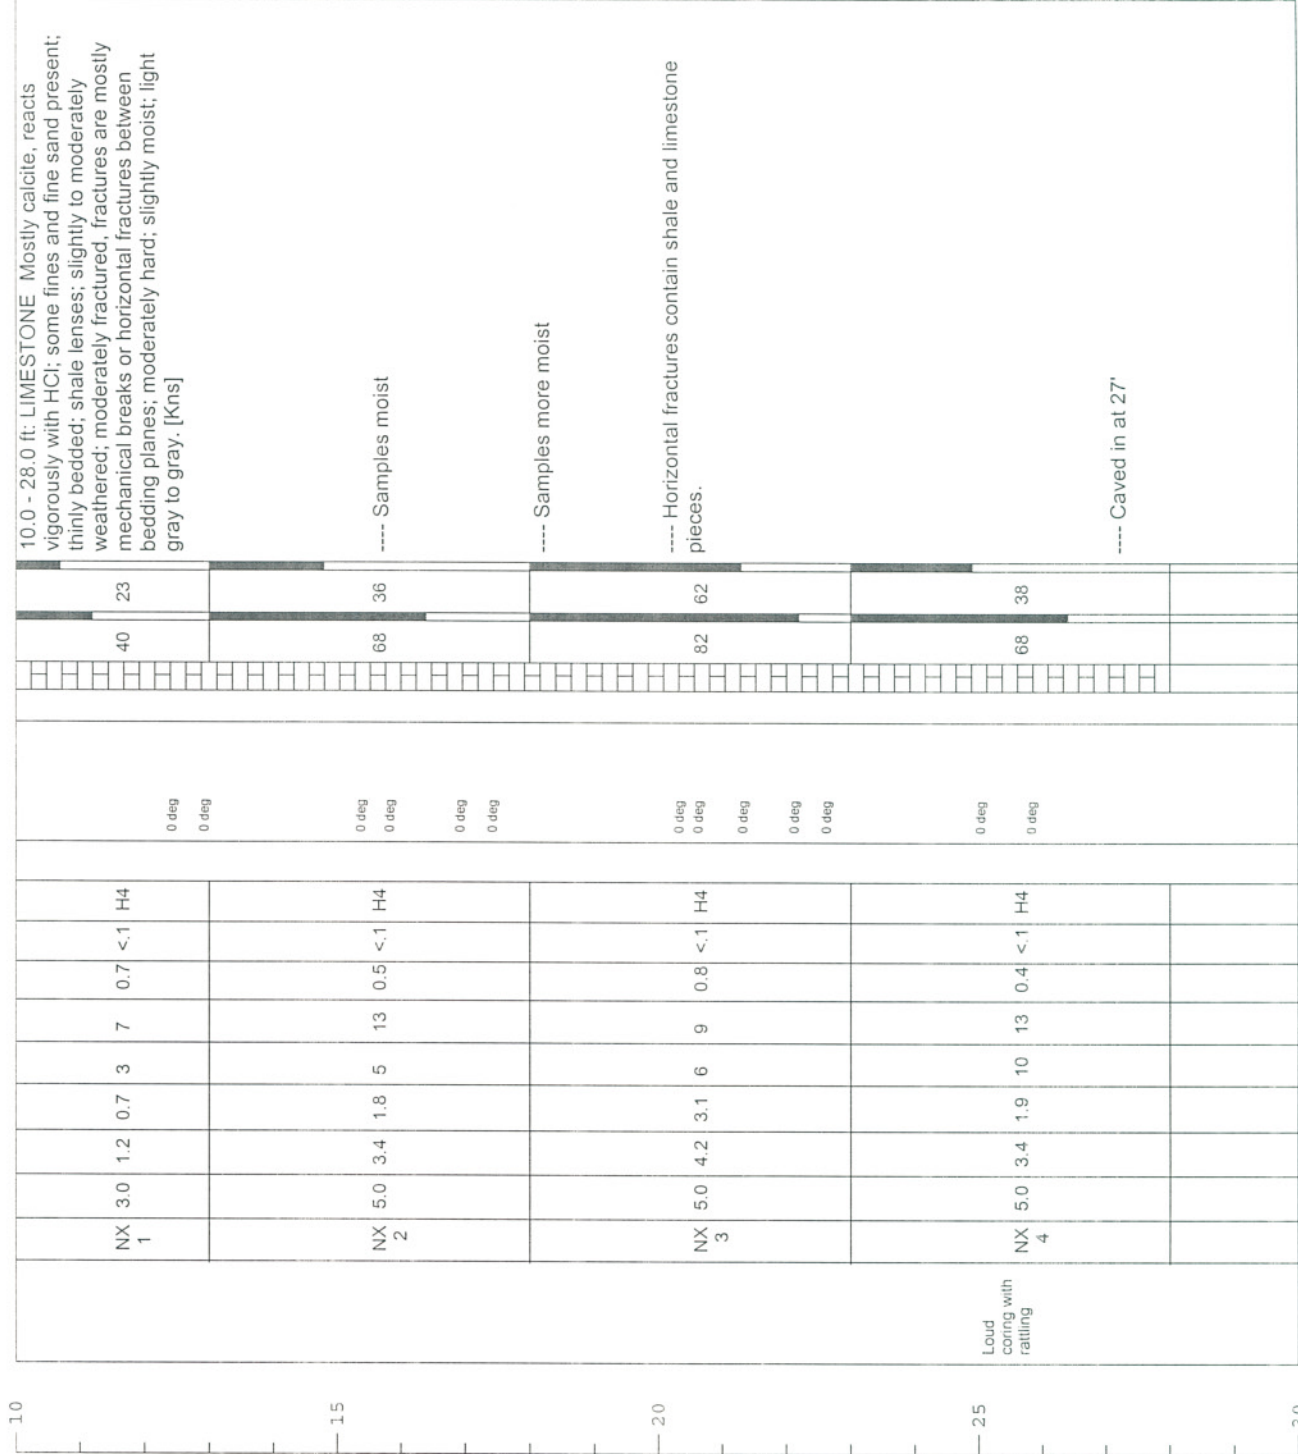 10
15
20
25
Loud
coring with
rattling
NX
1
3.0
1.2
0.7
3
7
0.7
<.1
H4
0 deg
0 deg
40
23
NX
2
5.0
3.4
1.8
5
13
0.5
<.1
H4
0 deg
0 deg
0 deg
0 deg
68
36
NX
3
5.0
4.2
3.1
6
9
0.8
<.1
H4
0 deg
0 deg
0 deg
0 deg
0 deg
82
62
NX
4
5.0
3.4
1.9
10
13
0.4
<.1
H4
0 deg
0 deg
68
38
10.0 - 28.0 ft: LIMESTONE Mostly calcite, reacts
vigorously with HCl; some fines and fine sand present;
thinly bedded; shale lenses; slightly to moderately
weathered; moderately fractured, fractures are mostly
mechanical breaks or horizontal fractures between
bedding planes; moderately hard; slightly moist; light
gray to gray. [Kns]
---- Samples moist
---- Samples more moist
---- Horizontal fractures contain shale and limestone
pieces.
---- Caved in at 27'